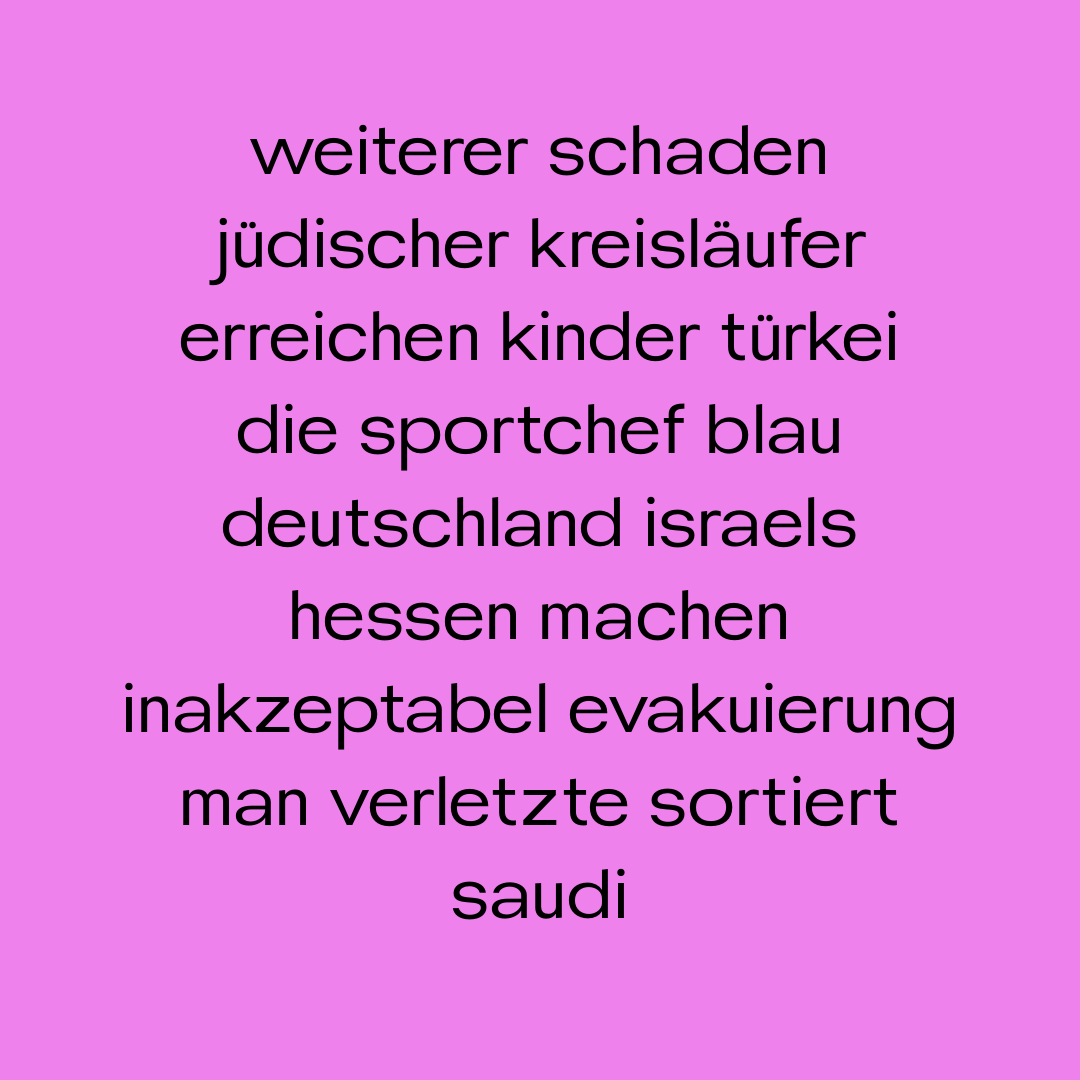 weiterer schaden
jüdischer kreisläufer
erreichen kinder türkei
die sportchef blau
deutschland israels
hessen machen
inakzeptabel evakuierung
man verletzte sortiert
saudi